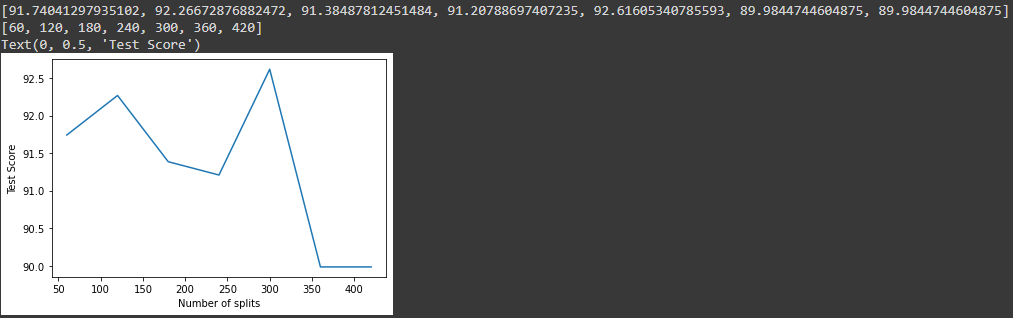 [91.74041297935102, 92.26672876882472, 91.38487812451484, 91.20788697407235, 92.61605340785593, 89.9844744604875, 89.9844744604875]
[60, 120, 180, 240, 300, 360, 420]
Text(0, 0.5, 'Test Score')
92.5
92.0
91.5
91.0
90.5
90.0
Test Score
50 100 150 200 250 300 350 400
Number of splits